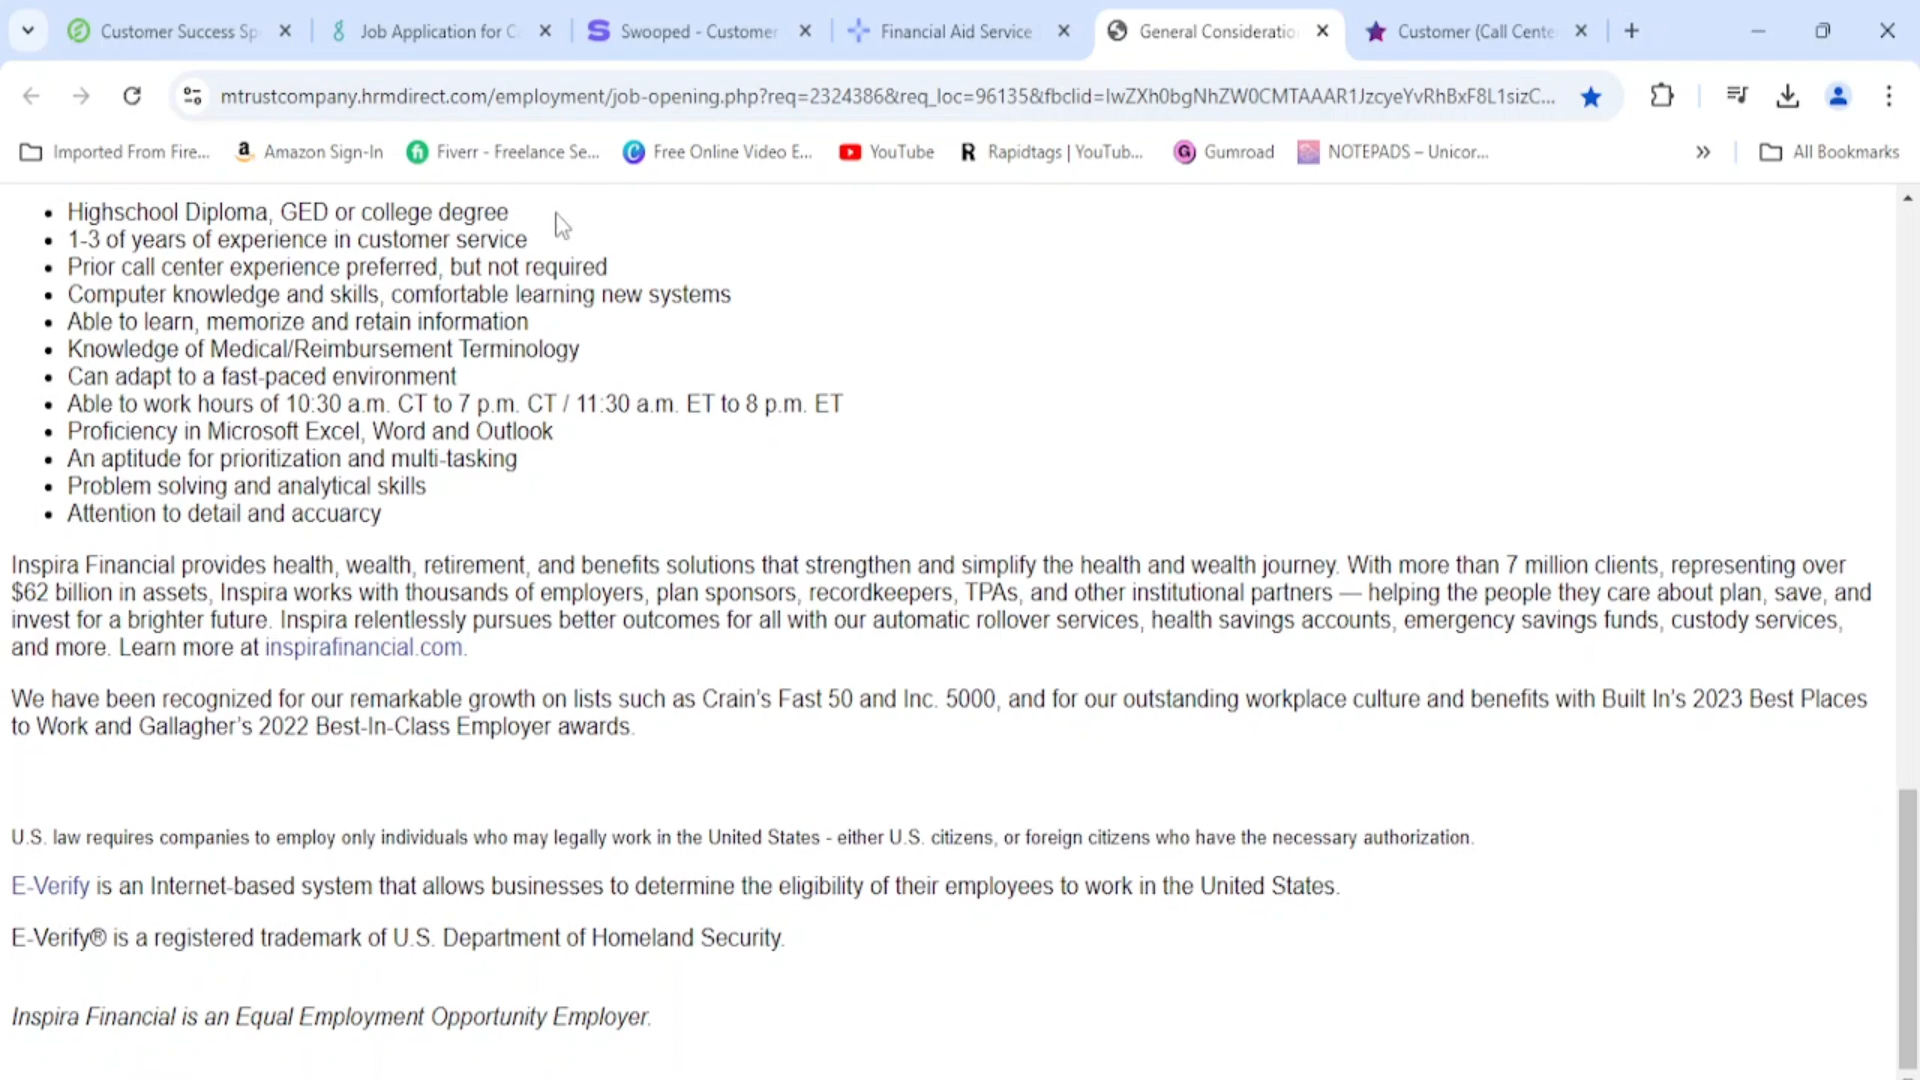 Customer Success Sp
Job Application for C
Swooped - Customer
Financial Aid Service
General Consideratio
Customer (Call Cente
mtrustcompany.hrmdirect.com/employment/job-opening.php?req=2324386&req_loc=96135&fbclid=IwZXh0bgNhZW0CMTAAAR1JzcyeYvRhBxF8L1sizC...
Imported From Fire...
Amazon Sign-In
Fiverr - Freelance Se...
Free Online Video E...
YouTube
Rapidtags | YouTub...
Gumroad
NOTEPADS – Unicor...
All Bookmarks
• Highschool Diploma, GED or college degree
• 1-3 of years of experience in customer service
• Prior call center experience preferred, but not required
• Computer knowledge and skills, comfortable learning new systems
• Able to learn, memorize and retain information
• Knowledge of Medical/Reimbursement Terminology
• Can adapt to a fast-paced environment
• Able to work hours of 10:30 a.m. CT to 7 p.m. CT / 11:30 a.m. ET to 8 p.m. ET
• Proficiency in Microsoft Excel, Word and Outlook
• An aptitude for prioritization and multi-tasking
• Problem solving and analytical skills
• Attention to detail and accuarcy
Inspira Financial provides health, wealth, retirement, and benefits solutions that strengthen and simplify the health and wealth journey. With more than 7 million clients, representing over
$62 billion in assets, Inspira works with thousands of employers, plan sponsors, recordkeepers, TPAs, and other institutional partners — helping the people they care about plan, save, and
invest for a brighter future. Inspira relentlessly pursues better outcomes for all with our automatic rollover services, health savings accounts, emergency savings funds, custody services,
and more. Learn more at inspirafinancial.com.
We have been recognized for our remarkable growth on lists such as Crain's Fast 50 and Inc. 5000, and for our outstanding workplace culture and benefits with Built In's 2023 Best Places
to Work and Gallagher's 2022 Best-In-Class Employer awards.
U.S. law requires companies to employ only individuals who may legally work in the United States - either U.S. citizens, or foreign citizens who have the necessary authorization.
E-Verify is an Internet-based system that allows businesses to determine the eligibility of their employees to work in the United States.
E-Verify® is a registered trademark of U.S. Department of Homeland Security.
Inspira Financial is an Equal Employment Opportunity Employer.